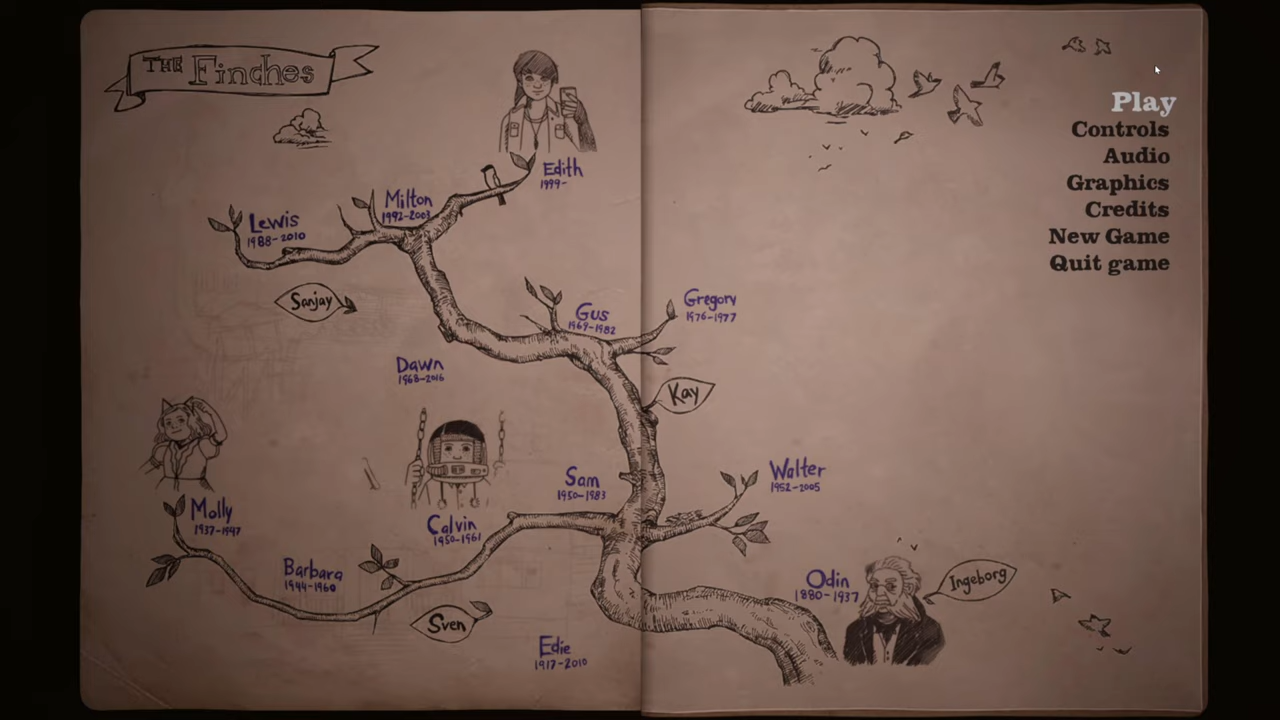 THE Finches
Edith
1999-
Milton
1992-2003
Lewis
1988-2010
Sanjay
Gus
1969-1982
Gregory
1976-1977
Dawn
1968-2016
Kay
Sam
1950-1983
Walter
1952-2005
Molly
1937-1947
Calvin
1950-1961
Barbara
1944-1960
Sven
Edie
1917-2010
Odin
1880-1937
Ingeborg
Play
Controls
Audio
Graphics
Credits
New Game
Quit game